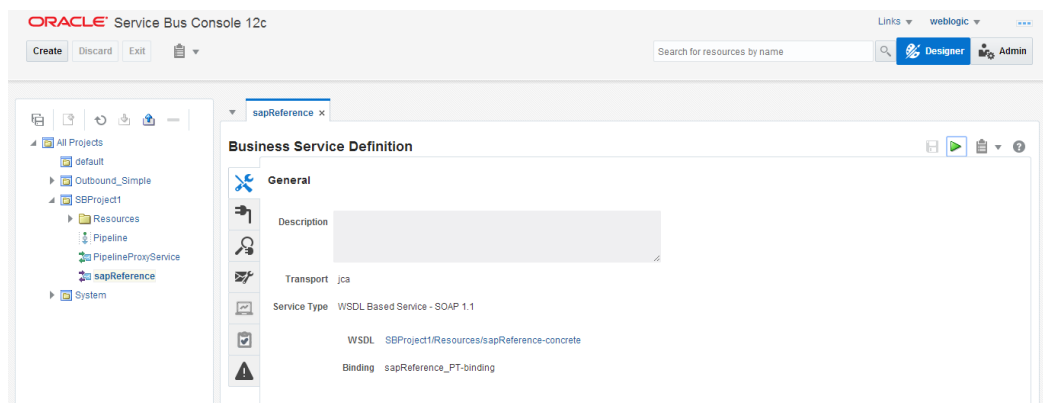 ORACLE® Service Bus Console 12c
Links weblogic
Create Discard Exit
Search for resources by name
Designer Admin
sapReference ×
All Projects
default
Outbound_Simple
SBProject1
Resources
Pipeline
PipelineProxyService
sapReference
System
Business Service Definition
General
Description
Transport jca
Service Type WSDL Based Service - SOAP 1.1
WSDL SBProject1/Resources/sapReference-concrete
Binding sapReference_PT-binding